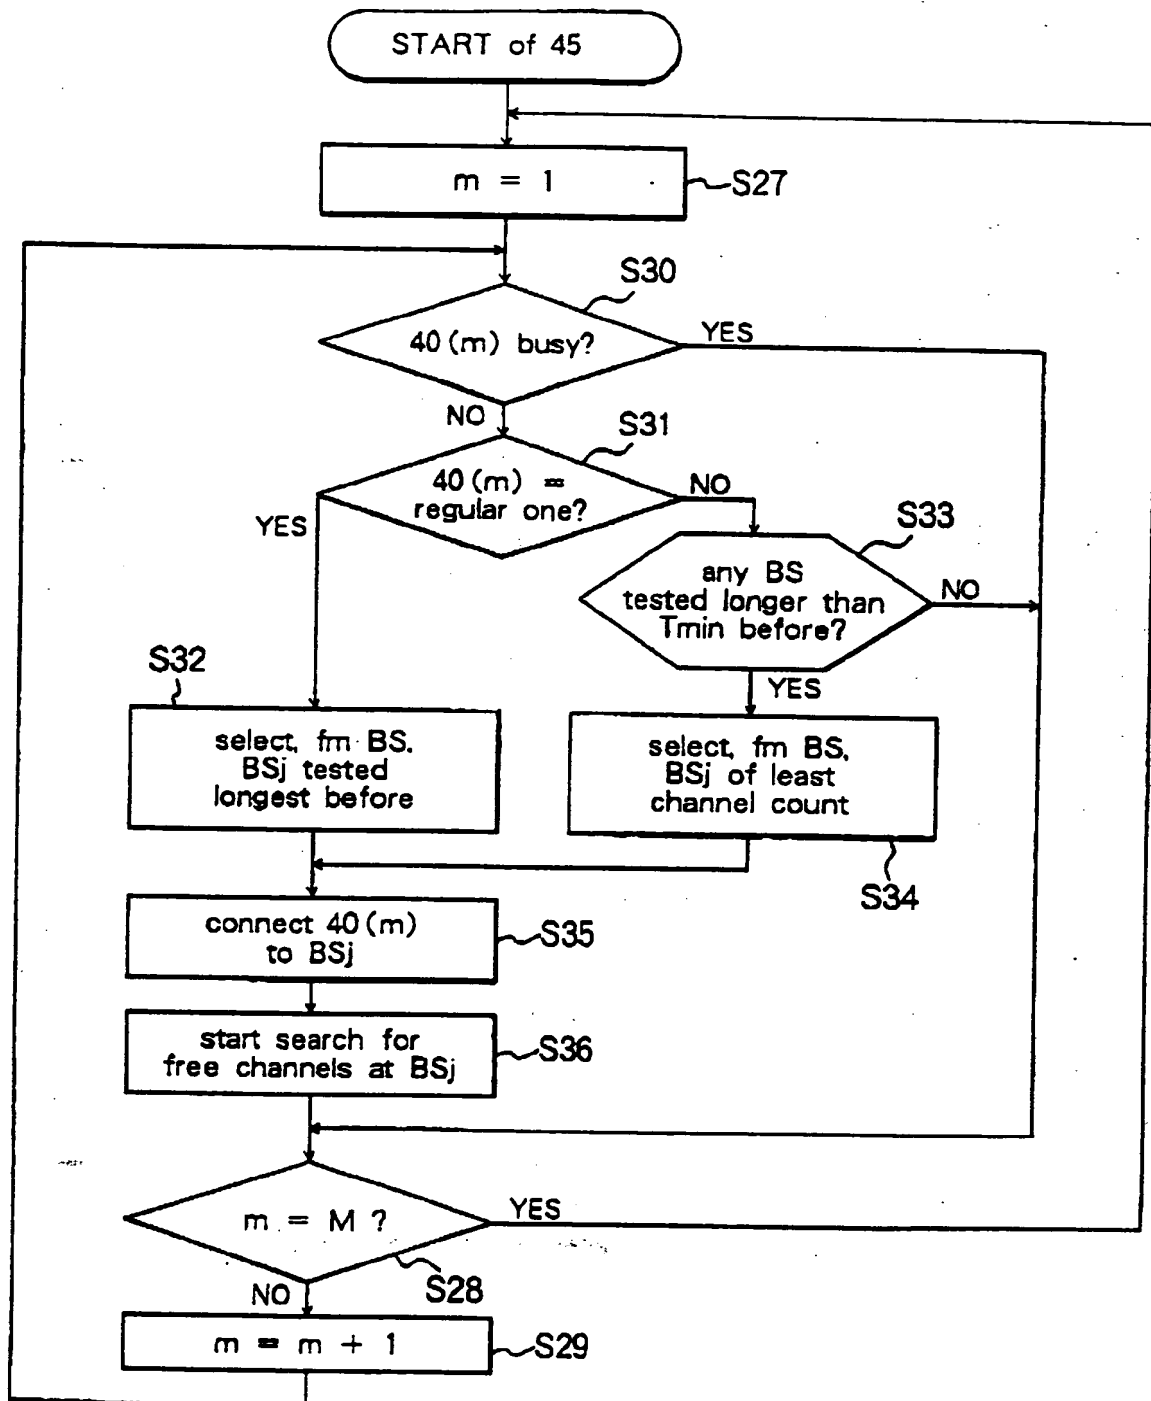 START of 45
m = 1
S27
S30
40(m) busy?
YES
NO
S31
40(m) =
regular one?
NO
YES
S33
any BS
tested longer than
Tmin before?
NO
YES
S32
select, fm BS,
BSj tested
longest before
select, fm BS,
BSj of least
channel count
S34
connect 40(m)
to BSj
S35
start search for
free channels at BSj
S36
m = M ?
YES
S28
NO
m = m + 1
S29